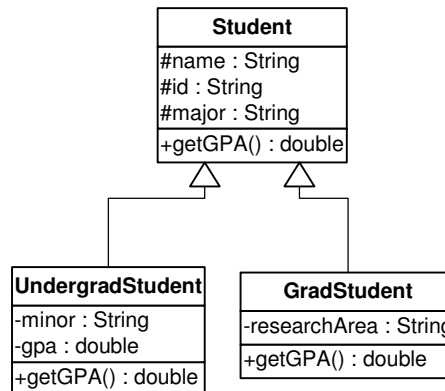 Student
#name : String
#id : String
#major : String
+getGPA() : double
UndergradStudent
-minor : String
-gpa : double
+getGPA() : double
GradStudent
-researchArea : String
+getGPA() : double